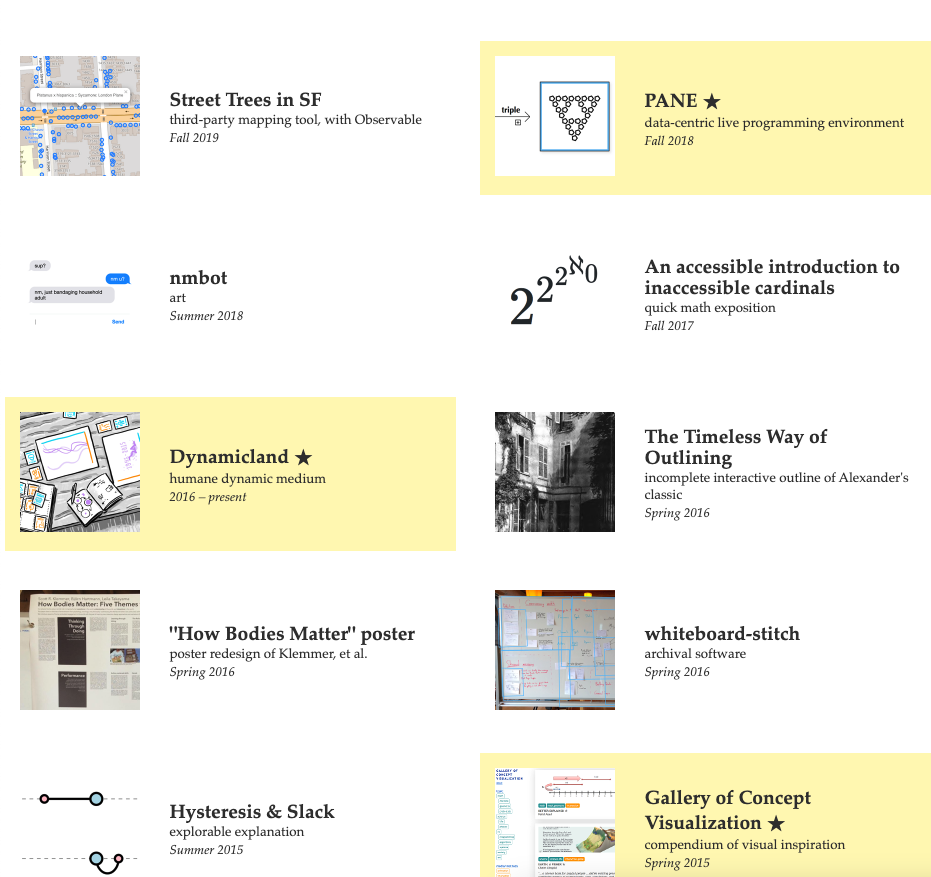 Street Trees in SF
third-party mapping tool, with Observable
Fall 2019
triple
PANE ★
data-centric live programming environment
Fall 2018
sup?
nm u?
nm, just bandaging household
adult
Send
nmbot
art
Summer 2018
2 2 2 ℵ0
An accessible introduction to
inaccessible cardinals
quick math exposition
Fall 2017
Dynamicland ★
humane dynamic medium
2016 – present
The Timeless Way of
Outlining
incomplete interactive outline of Alexander's
classic
Spring 2016
How Bodies Matter: Five Themes
Thinking
Through
Doing
Performance
"How Bodies Matter" poster
poster redesign of Klemmer, et al.
Spring 2016
whiteboard-stitch
archival software
Spring 2016
Hysteresis & Slack
explorable explanation
Summer 2015
GALLERY OF
CONCEPT
VISUALIZATION
Gallery of Concept
Visualization ★
compendium of visual inspiration
Spring 2015